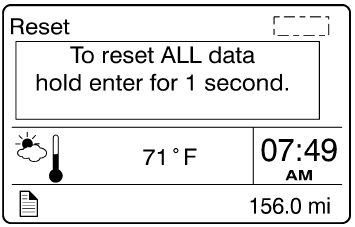 Reset
To reset ALL data
hold enter for 1 second.
71°F
07:49
AM
156.0 mi